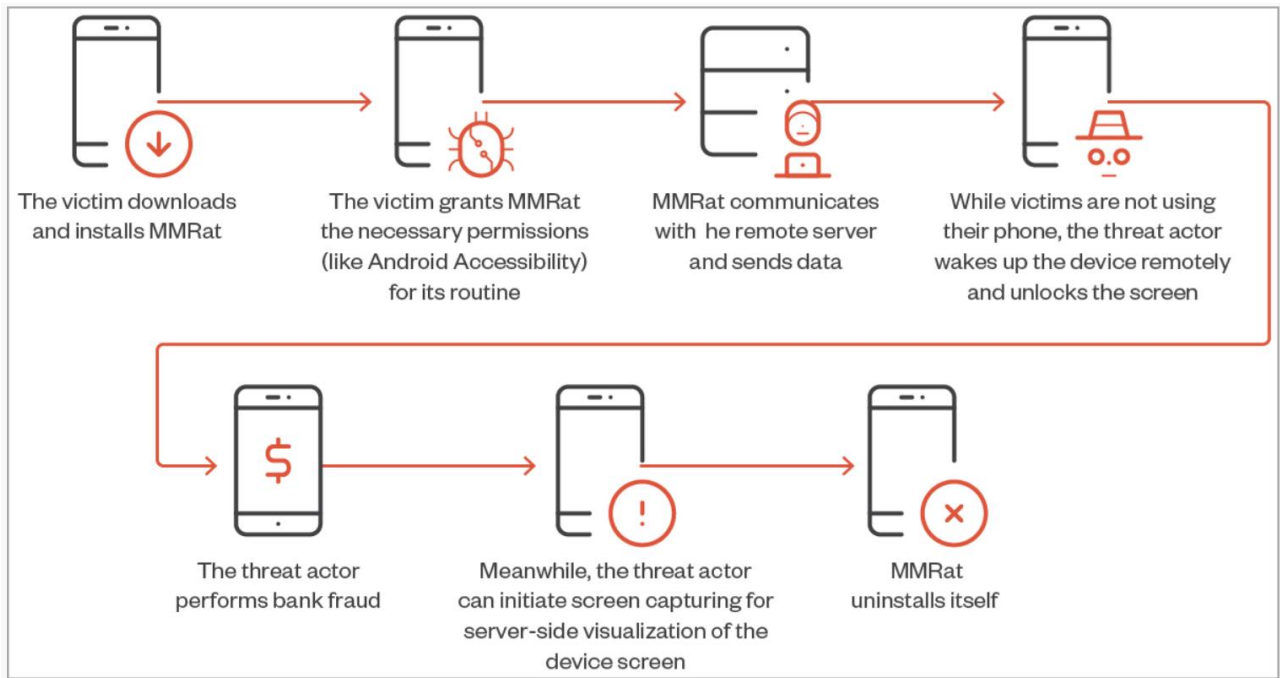 The victim downloads
and installs MMRat
The victim grants MMRat
the necessary permissions
(like Android Accessibility)
for its routine
MMRat communicates
with  he remote server
and sends data
While victims are not using
their phone, the threat actor
wakes up the device remotely
and unlocks the screen
$
The threat actor
performs bank fraud
!
Meanwhile, the threat actor
can initiate screen capturing for
server-side visualization of the
device screen
MMRat
uninstalls itself